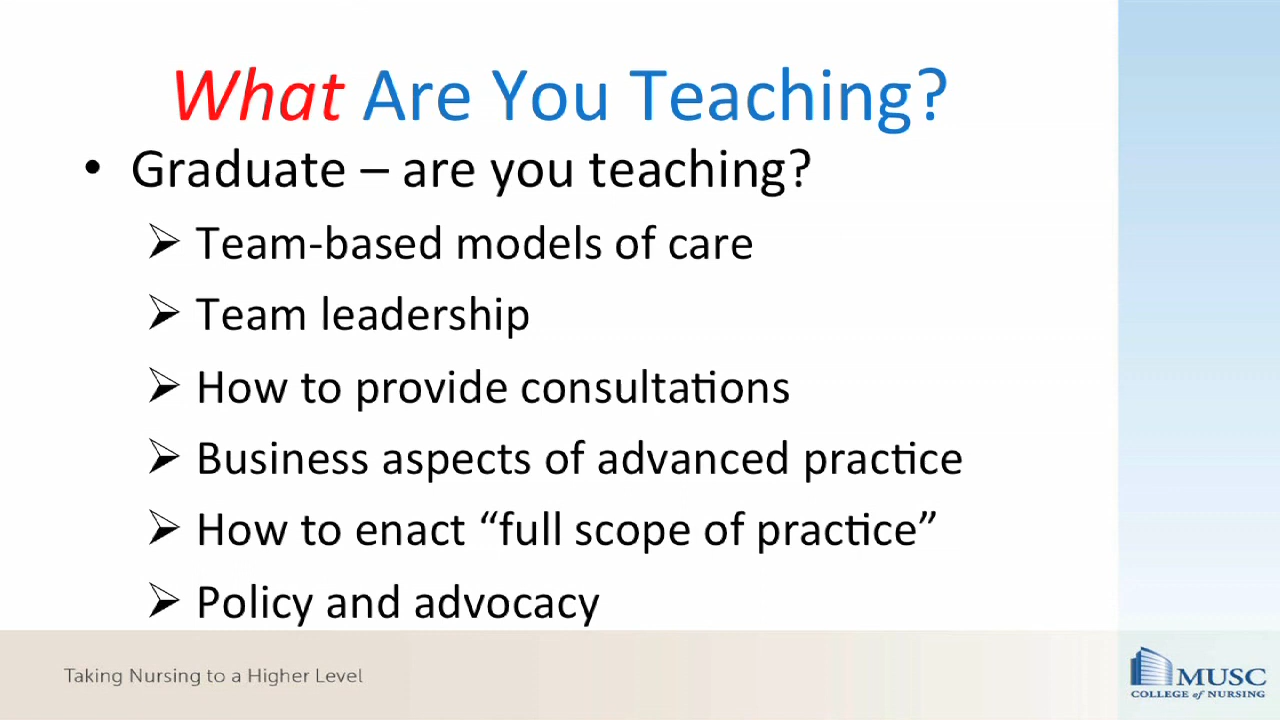 What Are You Teaching?
• Graduate – are you teaching?
➢ Team-based models of care
➢ Team leadership
➢ How to provide consultations
➢ Business aspects of advanced practice
➢ How to enact “full scope of practice”
➢ Policy and advocacy
Taking Nursing to a Higher Level
MUSC
COLLEGE of NURSING